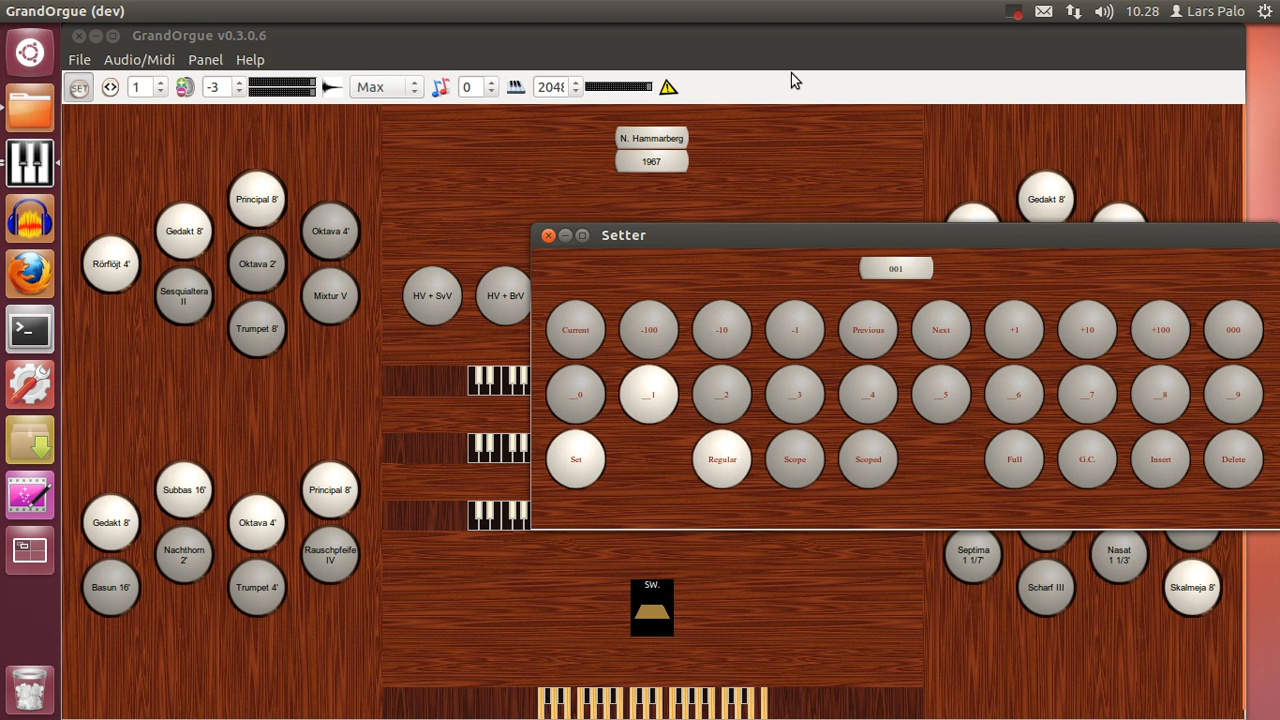 GrandOrgue (dev)
10.28
Lars Palo
GrandOrgue v0.3.0.6
File
Audio/Midi
Panel
Help
SET
1
-3
Max
0
2048
N. Hammarberg
1967
Principal 8'
Gedakt 8'
Oktava 4'
Rörflöjt 4'
Oktava 2'
Sesquialtera
II
Mixtur V
Trumpet 8'
HV + SvV
HV + BrV
Gedakt 8'
Setter
001
Current
-100
-10
-1
Previous
Next
+1
+10
+100
000
__0
__1
__2
__3
__4
__5
__6
__7
__8
__9
Set
Regular
Scope
Scoped
Full
G.C.
Insert
Delete
Subbas 16'
Principal 8'
Gedakt 8'
Oktava 4'
Nachthorn
2'
Rauschpfeife
IV
Basun 16'
Trumpet 4'
SW.
Septima
1 1/7'
Nasat
1 1/3'
Scharf III
Skalmeja 8'